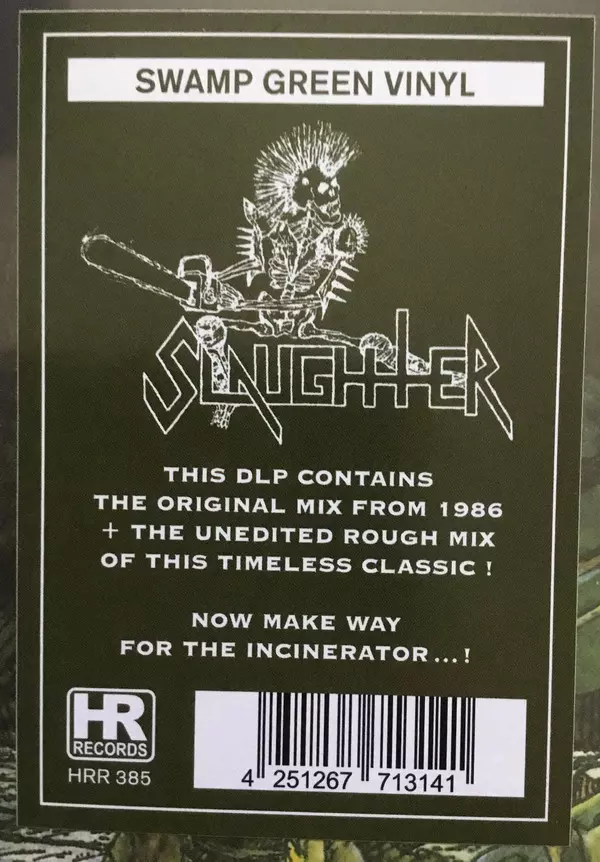 SWAMP GREEN VINYL
SLAUGHTER
THIS DLP CONTAINS
THE ORIGINAL MIX FROM 1986
+ THE UNEDITED ROUGH MIX
OF THIS TIMELESS CLASSIC !
NOW MAKE WAY
FOR THE INCINERATOR...!
HR
RECORDS
HRR 385
4 251267 713141